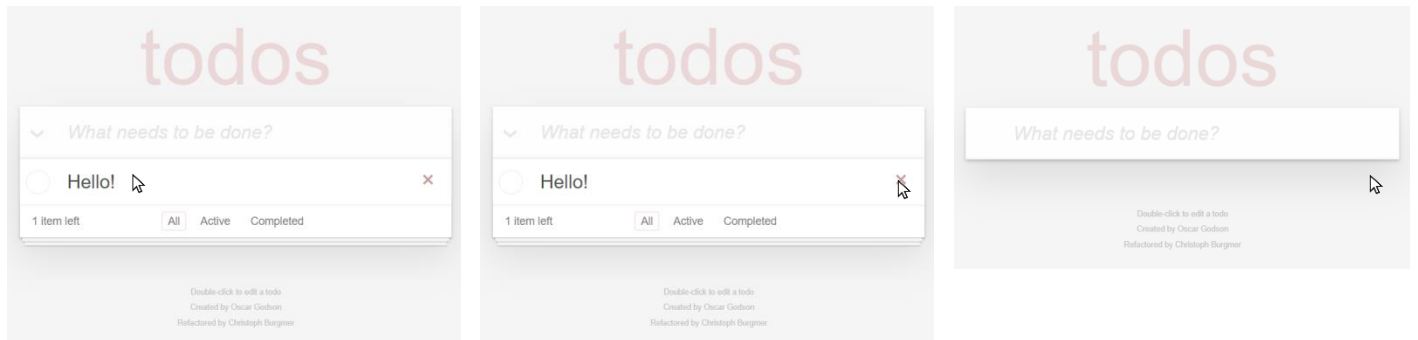 todos
What needs to be done?
Hello!
1 item left All Active Completed
Double-click to edit a todo
Created by Oscar Godson
Refactored by Christoph Burgmer
todos
What needs to be done?
Hello!
1 item left All Active Completed
Double-click to edit a todo
Created by Oscar Godson
Refactored by Christoph Burgmer
todos
What needs to be done?
Double-click to edit a todo
Created by Oscar Godson
Refactored by Christoph Burgmer